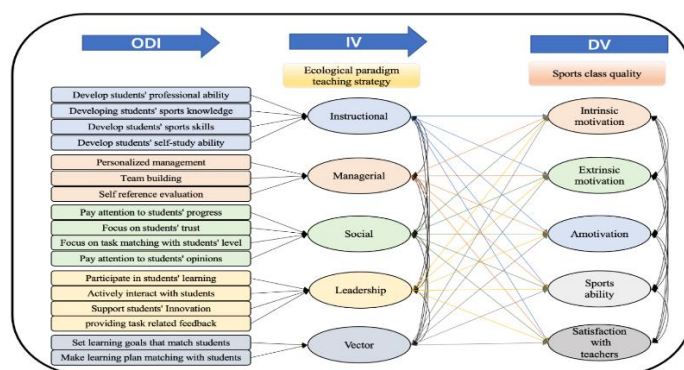 ODI
IV
DV
Ecological paradigm
teaching strategy
Sports class quality
Develop students' professional ability
Developing students' sports knowledge
Develop students' sports skills
Develop students' self-study ability
Personalized management
Team building
Self reference evaluation
Pay attention to students' progress
Focus on students' trust
Focus on task matching with students' level
Pay attention to students' opinions
Participate in students' learning
Actively interact with students
Support students' Innovation
providing task related feedback
Set learning goals that match students
Make learning plan matching with students
Instructional
Managerial
Social
Leadership
Vector
Intrinsic
motivation
Extrinsic
motivation
Amotivation
Sports
ability
Satisfaction
with
teachers